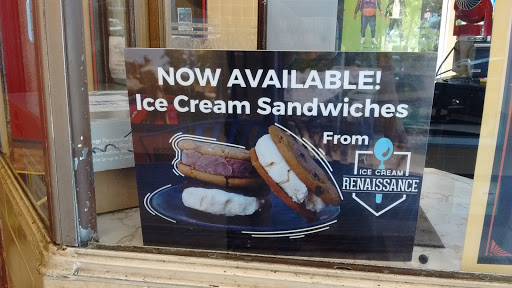 NOW AVAILABLE!
Ice Cream Sandwiches
From
ICE CREAM
RENAISSANCE